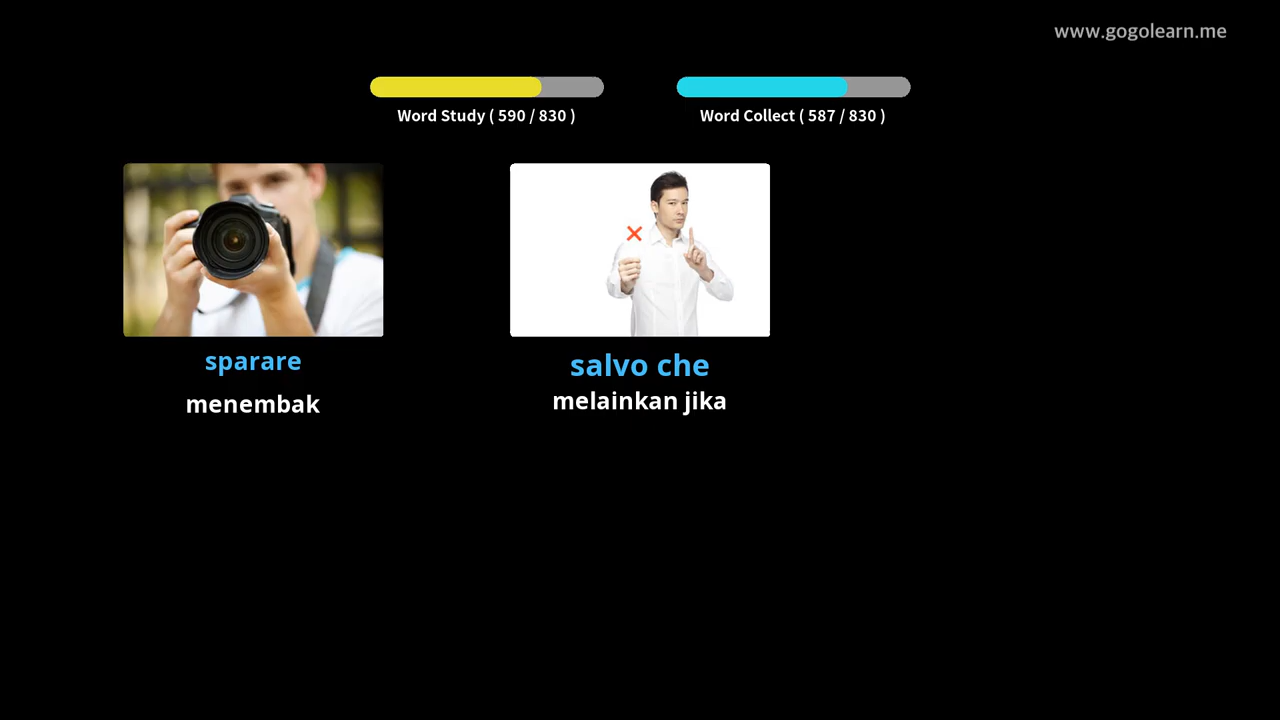 www.gogolearn.me
Word Study ( 590 / 830 )
Word Collect ( 587 / 830 )
sparare
menembak
salvo che
melainkan jika